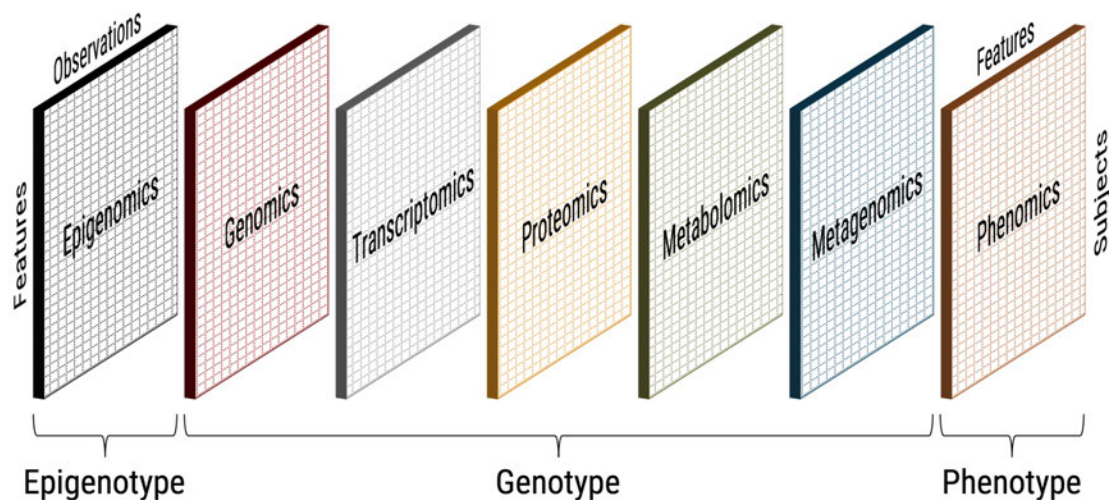 Observations
Features
Features
Subjects
Epigenomics
Genomics
Transcriptomics
Proteomics
Metabolomics
Metagenomics
Phenomics
Epigenotype
Genotype
Phenotype